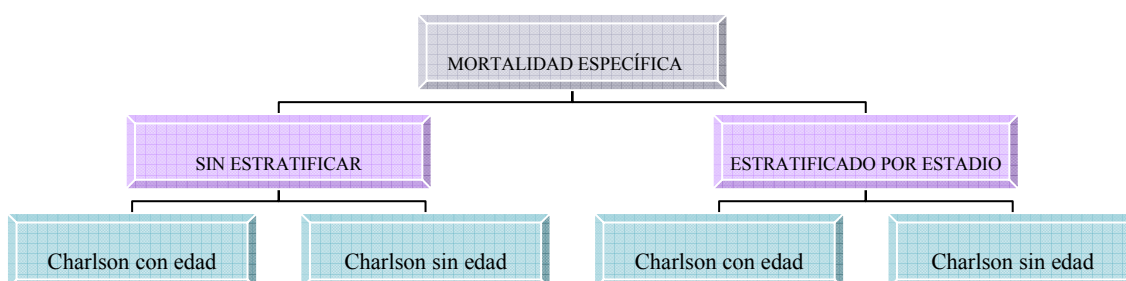 MORTALIDAD ESPECÍFICA
SIN ESTRATIFICAR
ESTRATIFICADO POR ESTADIO
Charlson con edad
Charlson sin edad
Charlson con edad
Charlson sin edad